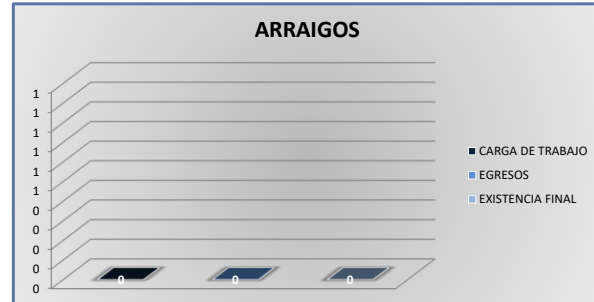 ARRAIGOS
1
1
1
1
1
1
0
0
0
0
0
0 0 0
CARGA DE TRABAJO
EGRESOS
EXISTENCIA FINAL